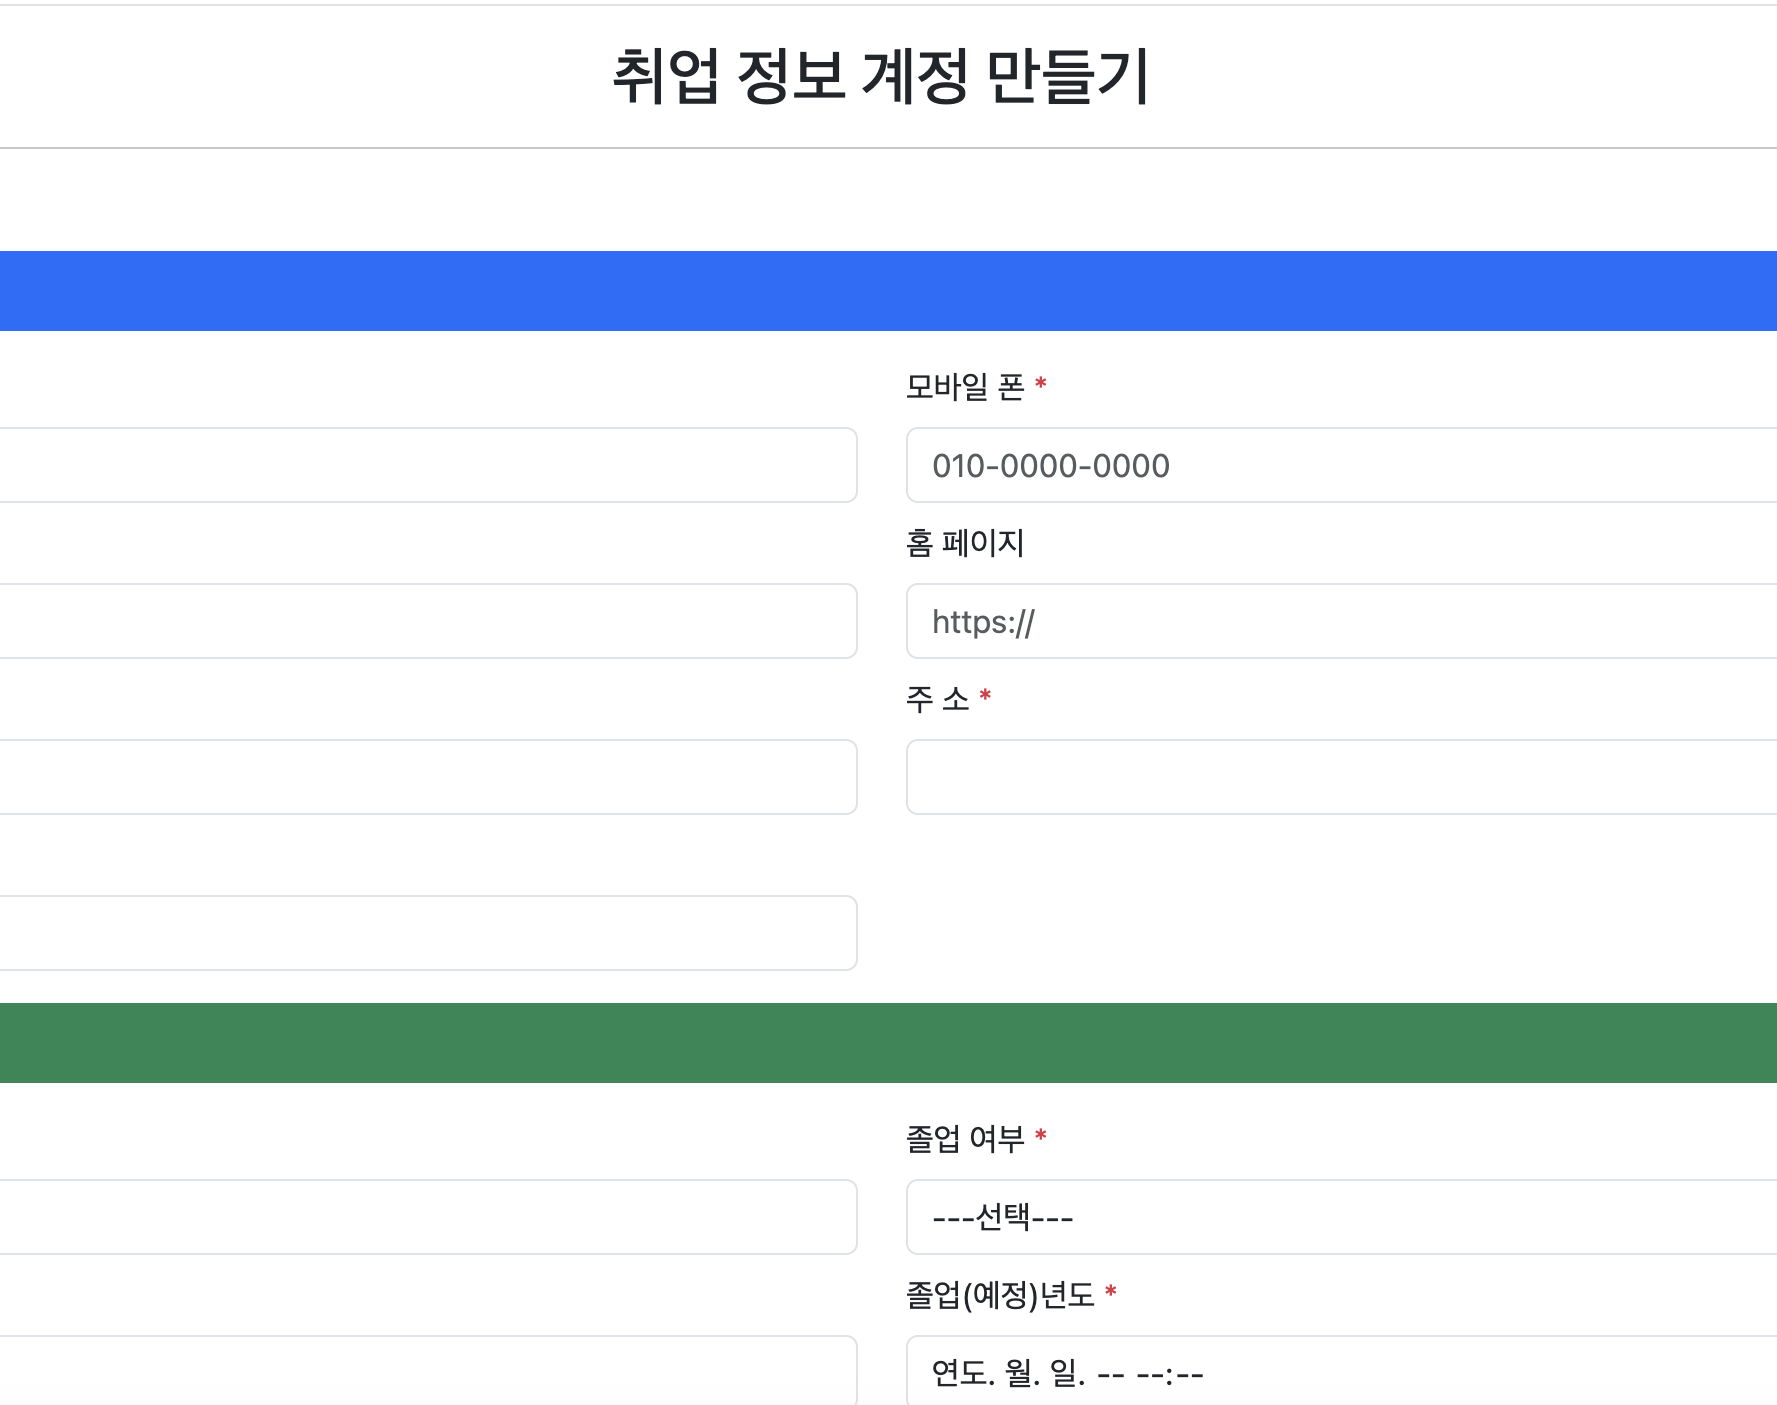 취업 정보 계정 만들기
모바일 폰 *
010-0000-0000
홈 페이지
https://
주 소 *
졸업 여부 *
---선택---
졸업(예정)년도 *
연도. 월. 일. -- --:--